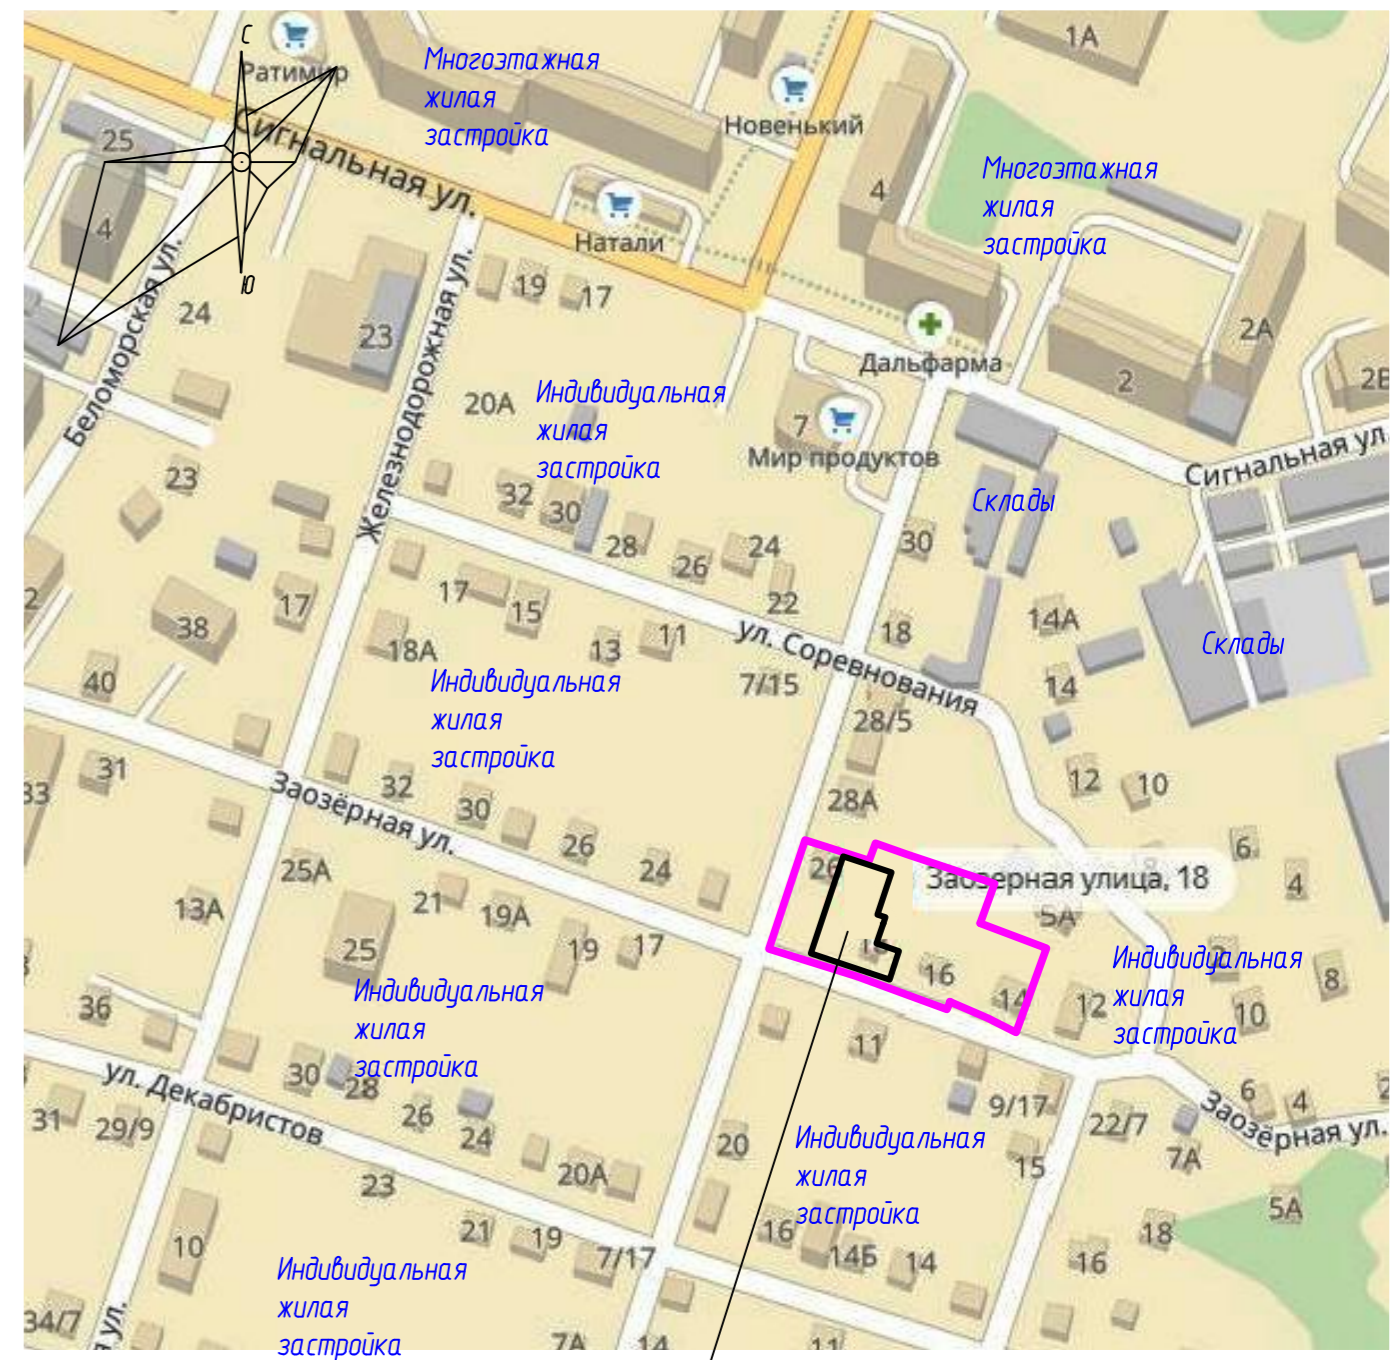 С
Ратимир
Многоэтажная
жилая
застройка
1А
Новенький
25
Сигнальная ул.
Многоэтажная
жилая
застройка
4
4
Натали
Ю
19
17
24
23
Дальфарма
2А
2
2В
Беломорская ул.
Железнодорожная ул.
20А
Индивидуальная
жилая
застройка
7
Мир продуктов
Сигнальная ул.
23
32
30
Склады
28
26
24
30
22
17
15
17
38
18А
13
11
ул. Соревнования
18
14А
Склады
40
Индивидуальная
жилая
застройка
7/15
14
28/5
31
33
32
30
Заозёрная ул.
28А
12
10
26
24
6
4
25А
26
Заозерная улица, 18
13А
21
19А
5А
25
19
17
16
14
12
Индивидуальная
жилая
застройка
2
8
10
36
Индивидуальная
жилая
застройка
11
30
28
26
24
ул. Декабристов
31
29/9
9/17
22/7
6
4
Заозёрная ул.
20
Индивидуальная
жилая
застройка
15
7А
23
20А
5А
10
21
19
7/17
16
14Б
14
18
16
Индивидуальная
жилая
застройка
34/7
7А
14
11